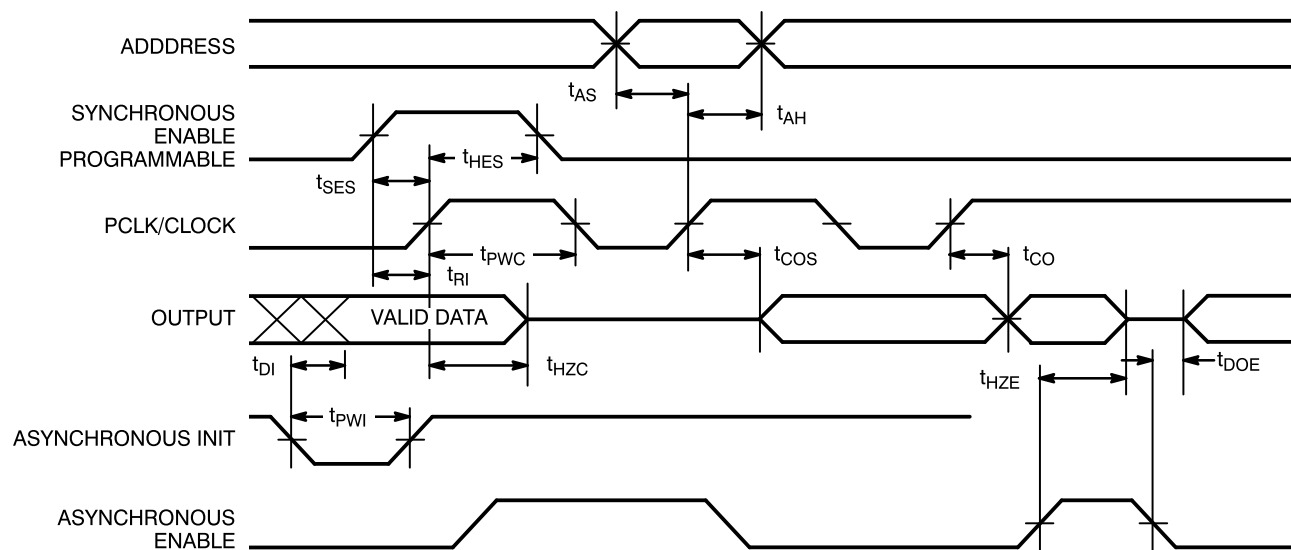 ADDDRESS
tAS
tAH
SYNCHRONOUS
ENABLE
PROGRAMMABLE
tHES
tSES
PCLK/CLOCK
tPWC
tCOS
tCO
tRI
OUTPUT
VALID DATA
tDI
tHZC
tHZE
tDOE
tPWI
ASYNCHRONOUS INIT
ASYNCHRONOUS
ENABLE